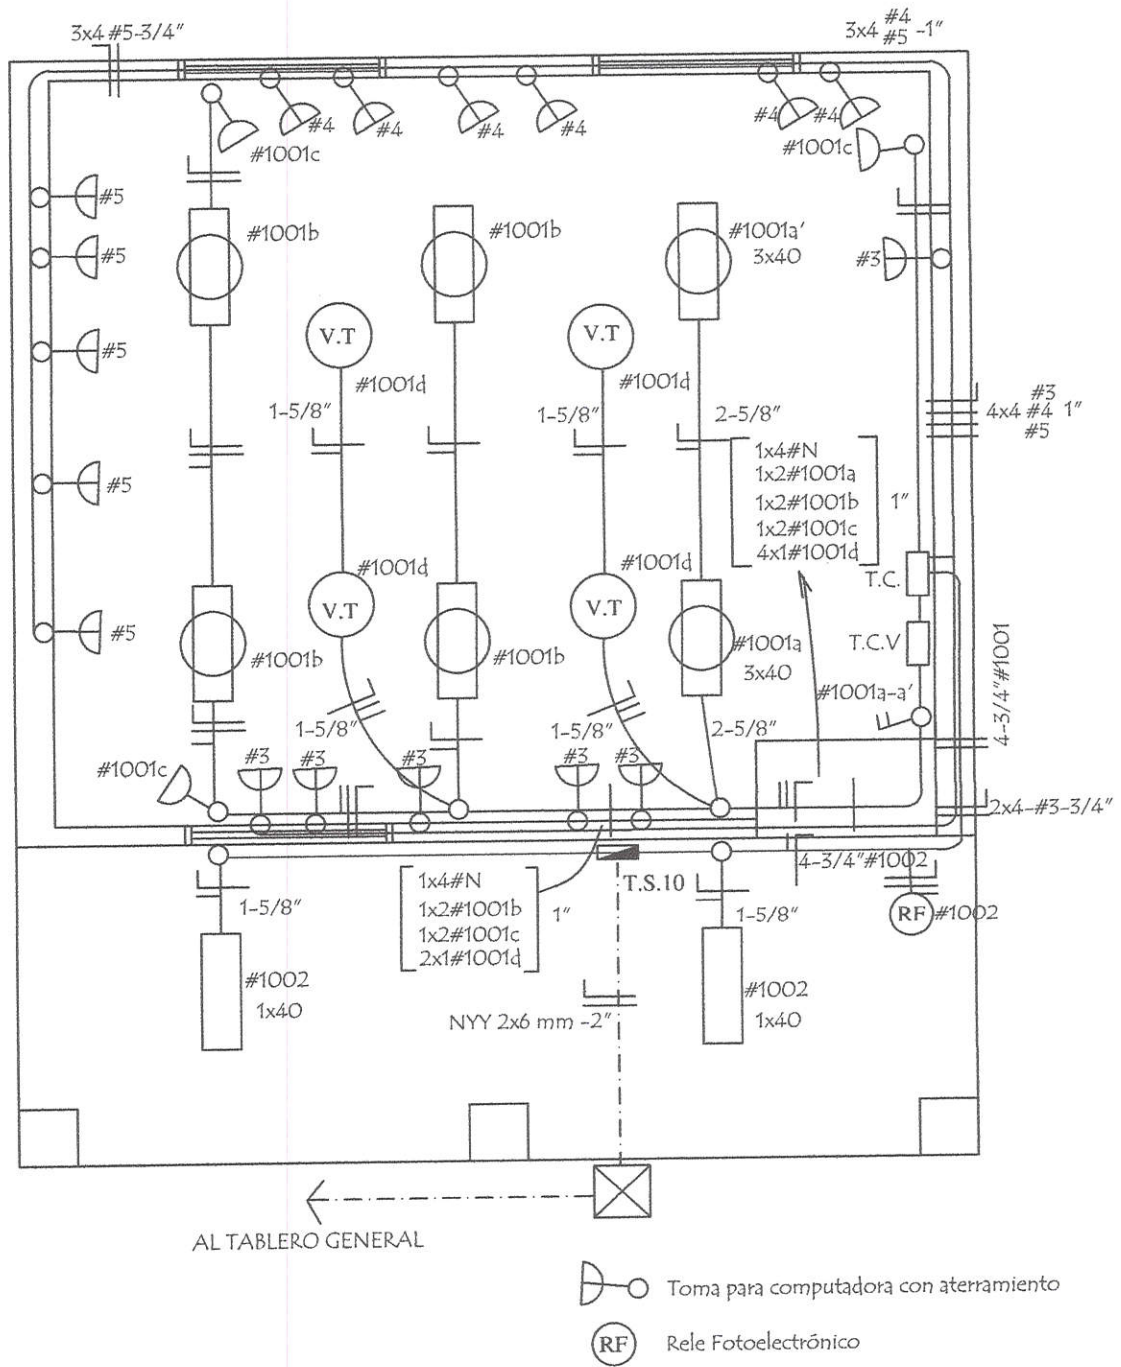 3x4 #5-3/4"
3x4 #4 #5 -1"
#4
#4
#4
#4
#4
#4
#1001c
#1001c
#5
#5
#5
#5
#5
#1001b
#1001b
#1001a'
3x40
#3
V.T
V.T
#1001d
#1001d
1-5/8"
1-5/8"
2-5/8"
4x4 #3 #4 #5 1"
1x4#N
1x2#1001a
1x2#1001b
1x2#1001c
4x1#1001d
1"
#1001d
#1001d
V.T
V.T
T.C.
T.C.V
#1001b
#1001b
#1001a
3x40
#1001a-a'
4-3/4"#1001
1-5/8"
1-5/8"
2-5/8"
#1001c
#3
#3
#3
#3
#3
2x4-#3-3/4"
4-3/4"#1002
T.S.10
1x4#N
1x2#1001b
1x2#1001c
2x1#1001d
1"
1-5/8"
1-5/8"
RF #1002
#1002
1x40
#1002
1x40
NYY 2x6 mm -2"
AL TABLERO GENERAL
Toma para computadora con aterramiento
RF Rele Fotoelectrónico